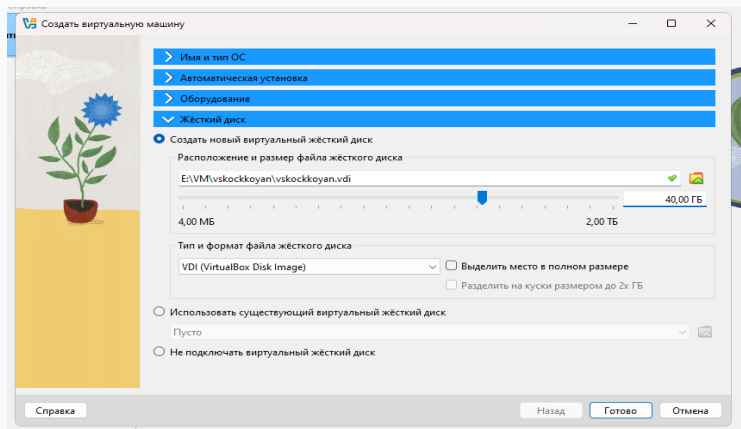 Создать виртуальную машину
Имя и тип ОС
Автоматическая установка
Оборудование
Жёсткий диск
Создать новый виртуальный жёсткий диск
Расположение и размер файла жёсткого диска
E:\VM\vskockkoyan\vskockkoyan.vdi
40,00 ГБ
4,00 МБ 2,00 ТБ
Тип и формат файла жёсткого диска
VDI (VirtualBox Disk Image) Выделить место в полном размере
Разделить на куски размером до 2х ГБ
Использовать существующий виртуальный жёсткий диск
Пусто
Не подключать виртуальный жёсткий диск
Справка Назад Готово Отмена